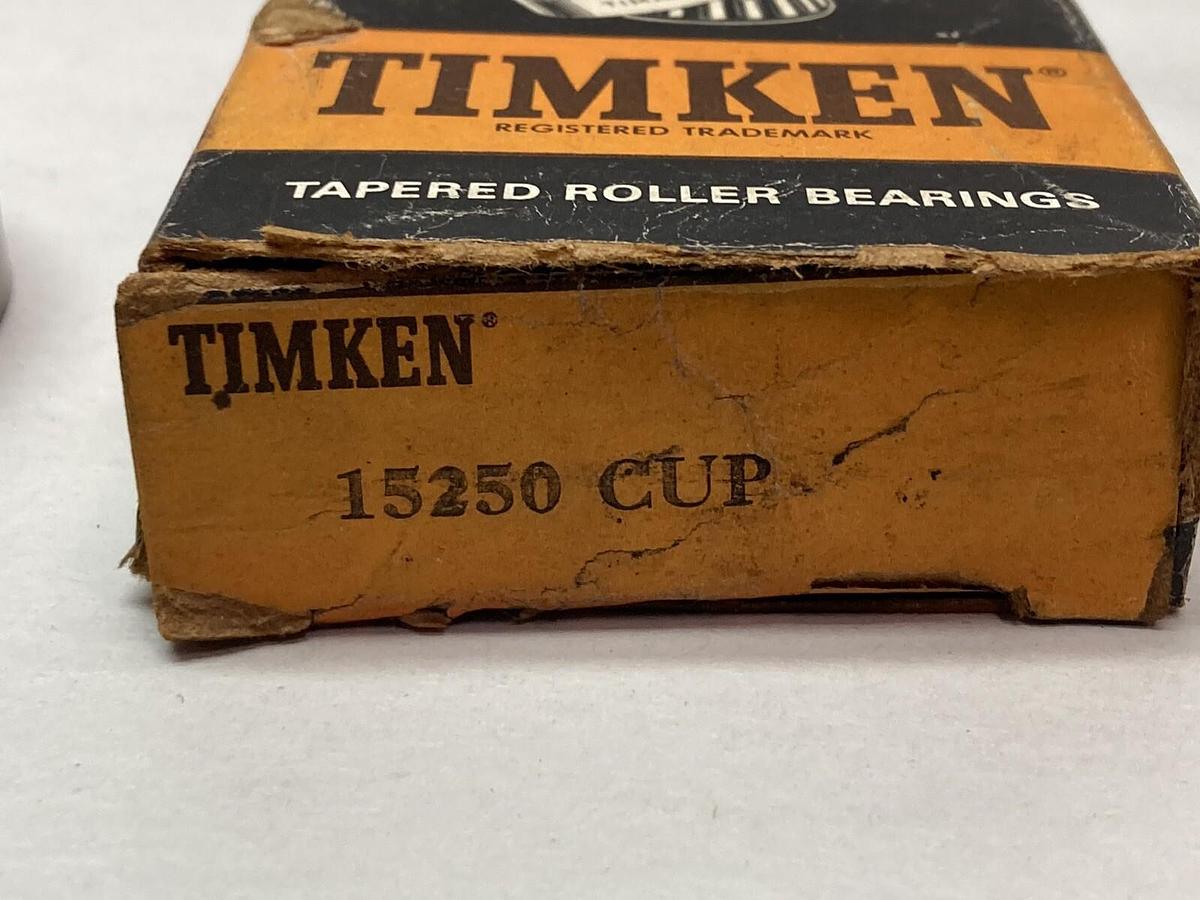 TIMKEN®
REGISTERED TRADEMARK
TAPERED ROLLER BEARINGS
TIMKEN®
15250 CUP